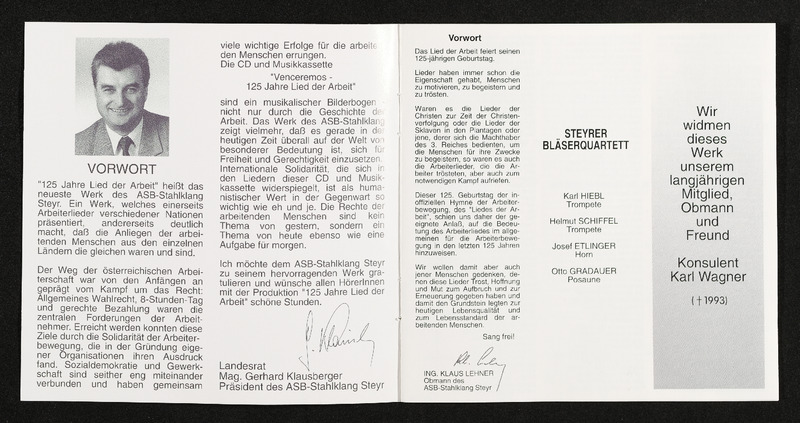 VORWORT
"125 Jahre Lied der Arbeit" heißt das
neueste Werk des ASB-Stahlklang
Steyr. Ein Werk, welches einerseits
Arbeiterlieder verschiedener Nationen
präsentiert, andererseits deutlich
macht, daß die Anliegen der arbei-
tenden Menschen aus den einzelnen
Ländern die gleichen waren und sind.
Der Weg der österreichischen Arbei-
terschaft war von den Anfängen an
geprägt vom Kampf um das Recht:
Allgemeines Wahlrecht, 8-Stunden-Tag
und gerechte Bezahlung waren die
zentralen Forderungen der Arbeit-
nehmer. Erreicht werden konnten diese
Ziele durch die Solidarität der Arbeiter-
bewegung, die in der Gründung eige-
ner Organisationen ihren Ausdruck
fand. Sozialdemokratie und Gewerk-
schaft sind seither eng miteinander
verbunden und haben gemeinsam
viele wichtige Erfolge für die arbeite
den Menschen errungen.
Die CD und Musikkassette
"Venceremos -
125 Jahre Lied der Arbeit"
sind ein musikalischer Bilderbogen
nicht nur durch die Geschichte der
Arbeit. Das Werk des ASB-Stahlklang
zeigt vielmehr, daß es gerade in der
heutigen Zeit überall auf der Welt von
besonderer Bedeutung ist, sich für
Freiheit und Gerechtigkeit einzusetzen.
Internationale Solidarität, die sich in
den Liedern dieser CD und Musik-
kassette widerspiegelt, ist als huma-
nistischer Wert in der Gegenwart so
wichtig wie eh und je. Die Rechte der
arbeitenden Menschen sind kein
Thema von gestern, sondern ein
Thema von heute ebenso wie eine
Aufgabe für morgen.
Ich möchte dem ASB-Stahlklang Steyr
zu seinem hervorragenden Werk gra-
tulieren und wünsche allen HörerInnen
mit der Produktion "125 Jahre Lied der
Arbeit" schöne Stunden.
Landesrat
Mag. Gerhard Klausberger
Präsident des ASB-Stahlklang Steyr
Vorwort
Das Lied der Arbeit feiert seinen
125-jährigen Geburtstag.
Lieder haben immer schon die
Eigenschaft gehabt, Menschen
zu motivieren, zu begeistern und
zu trösten.
Waren es die Lieder der
Christen zur Zeit der Christen-
verfolgung oder die Lieder der
Sklaven in den Plantagen oder
jene, derer sich die Machthaber
des 3. Reiches bedienten, um
die Menschen für ihre Zwecke
zu begeistern, so waren es auch
die Arbeiterlieder, die die Ar-
beiter trösteten, aber auch zum
notwendigen Kampf aufriefen.
Dieser 125. Geburtstag der in-
offiziellen Hymne der Arbeiter-
bewegung, des "Liedes der Ar-
beit", schien uns daher der ge-
eignete Anlaß, auf die Bedeu-
tung des Arbeiterliedes im allge-
meinen für die Arbeiterbewe-
gung in den letzten 125 Jahren
hinzuweisen.
Wir wollen damit aber auch
jener Menschen gedenken, de-
nen diese Lieder Trost, Hoffnung
und Mut zum Aufbruch und zur
Erneuerung gegeben haben und
damit den Grundstein legten zur
heutigen Lebensqualität und
zum Lebensstandard der ar-
beitenden Menschen.
Sang frei!
ING. KLAUS LEHNER
Obmann des
ASB-Stahlklang Steyr
STEYRER
BLÄSERQUARTETT
Karl HIEBL
Trompete
Helmut SCHIFFEL
Trompete
Josef ETLINGER
Horn
Otto GRADAUER
Posaune
Wir
widmen
dieses
Werk
unserem
langjährigen
Mitglied,
Obmann
und
Freund
Konsulent
Karl Wagner
(†1993)